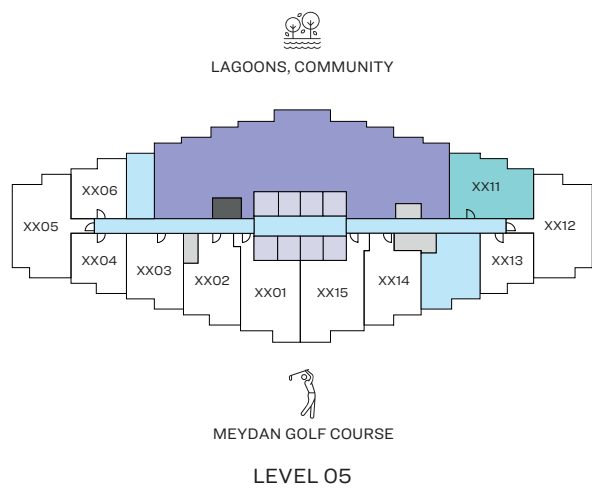 LAGOONS, COMMUNITY
XX06
XX11
XX05
XX12
XX04
XX03
XX02
XX01
XX15
XX14
XX13
MEYDAN GOLF COURSE
LEVEL 05